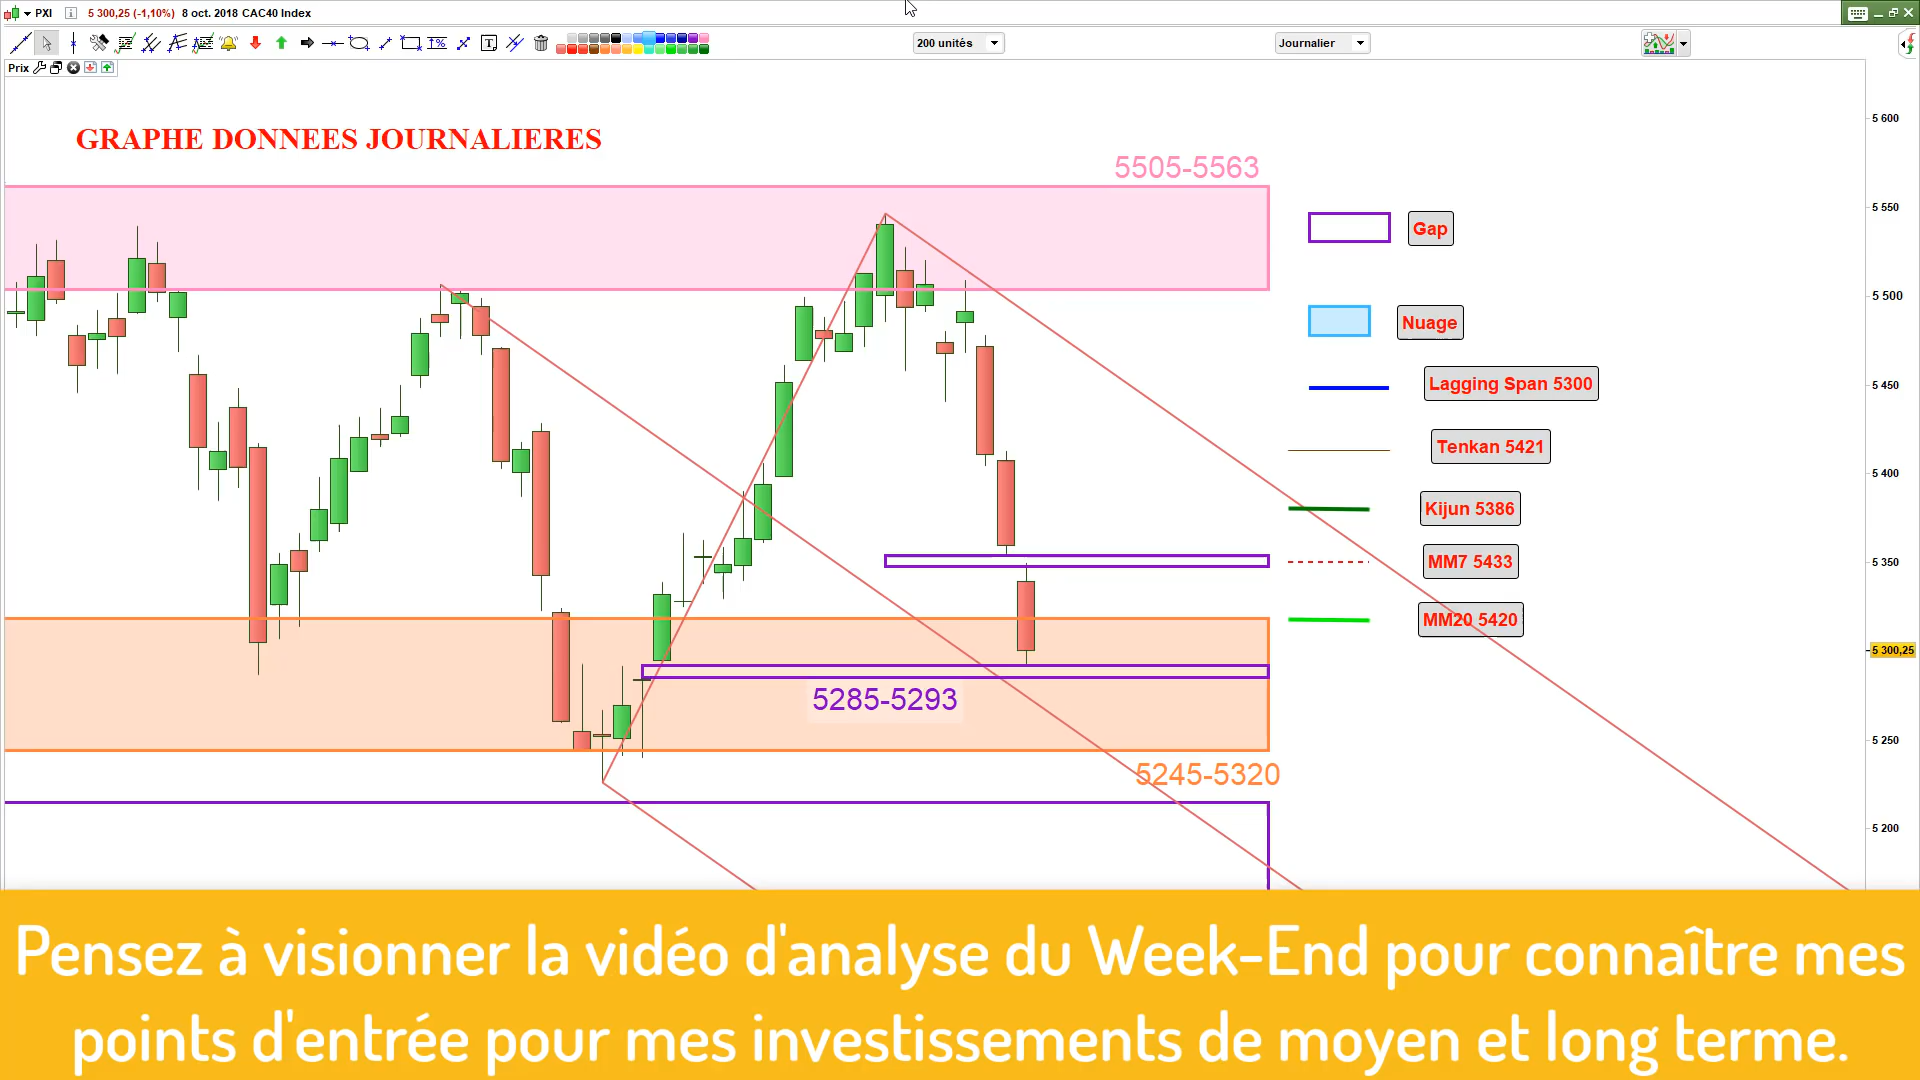 PXI 5 300,25 (-1,10%) 8 oct. 2018 CAC40 Index
200 unités
Journalier
Prix
GRAPHE DONNEES JOURNALIERES
5505-5563
5285-5293
5245-5320
Gap
Nuage
Lagging Span 5300
Tenkan 5421
Kijun 5386
MM7 5433
MM20 5420
5 600
5 550
5 500
5 450
5 400
5 350
5 300,25
5 250
5 200
Pensez à visionner la vidéo d'analyse du Week-End pour connaître mes
points d'entrée pour mes investissements de moyen et long terme.